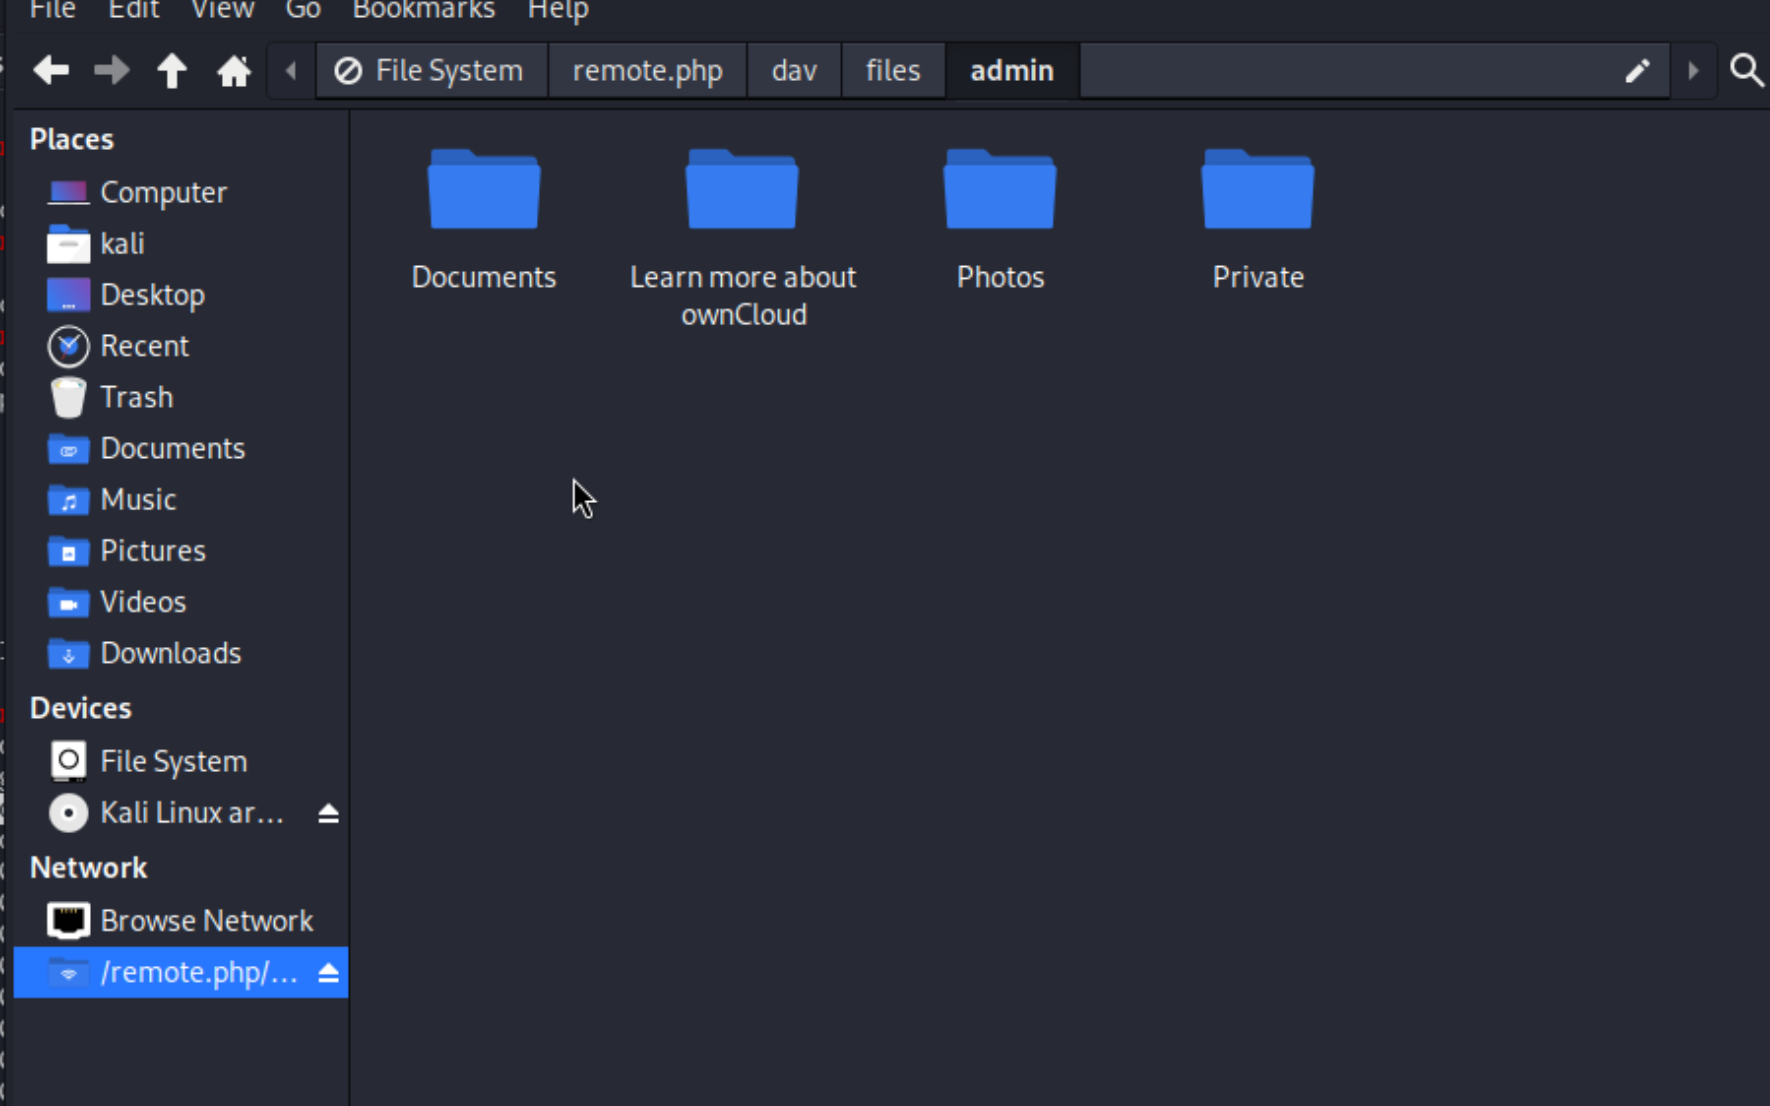 File Edit View Go Bookmarks Help
File System remote.php dav files admin
Places
Computer
kali
Desktop
Recent
Trash
Documents
Music
Pictures
Videos
Downloads
Devices
File System
Kali Linux ar...
Network
Browse Network
/remote.php/...
Documents
Learn more about
ownCloud
Photos
Private